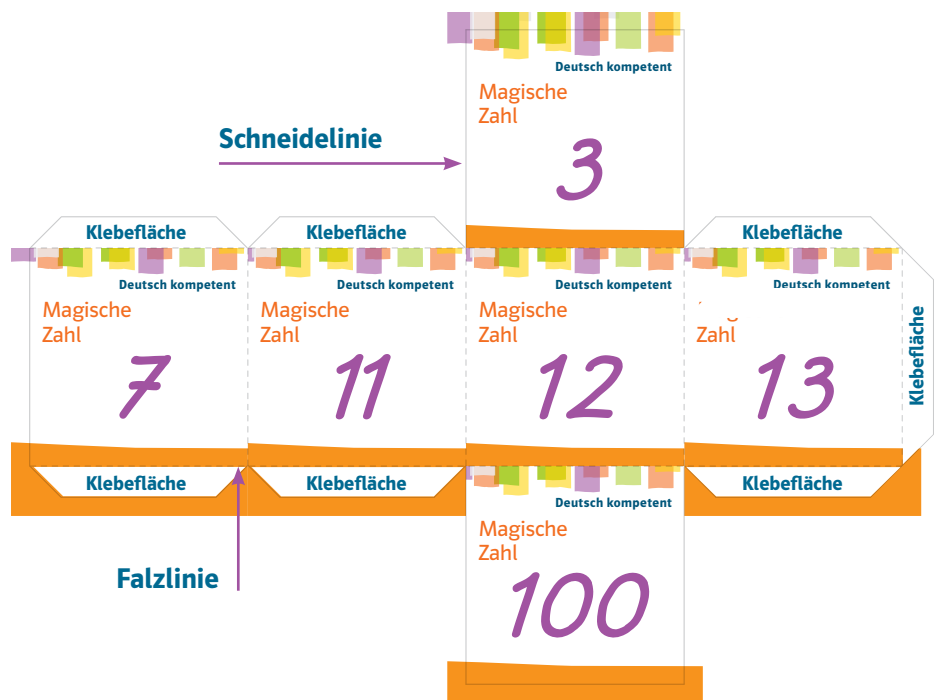 Deutsch kompetent
Magische
Zahl
3
Schneidelinie
Klebefläche
Klebefläche
Klebefläche
Deutsch kompetent
Magische
Zahl
7
Deutsch kompetent
Magische
Zahl
11
Deutsch kompetent
Magische
Zahl
12
Deutsch kompetent
Zahl
13
Klebefläche
Klebefläche
Klebefläche
Klebefläche
Falzlinie
Deutsch kompetent
Magische
Zahl
100